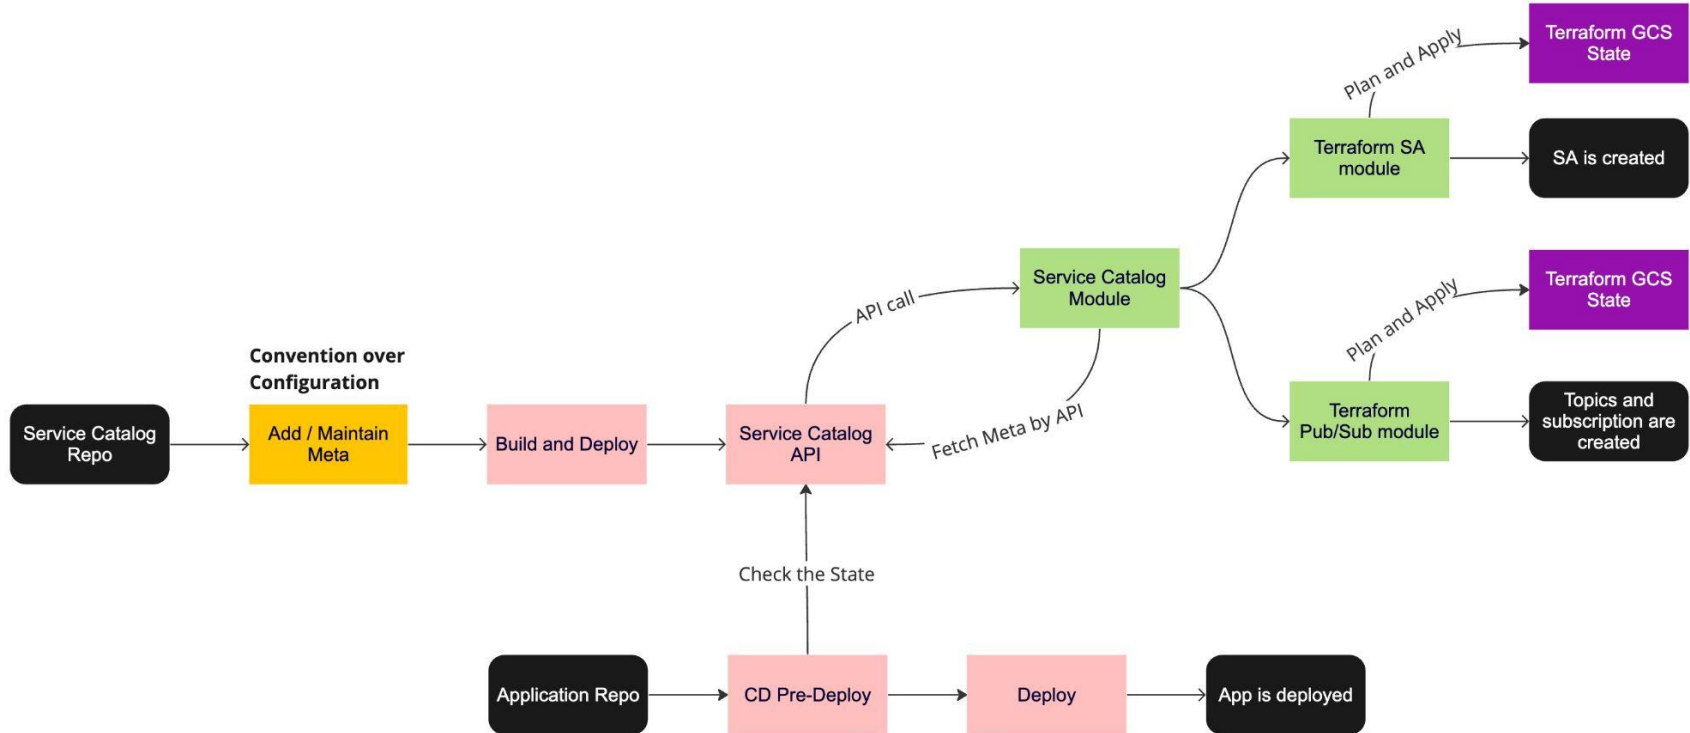 Terraform GCS
State
Plan and Apply
Terraform SA
module
SA is created
Service Catalog
Module
Terraform GCS
State
API call
Plan and Apply
Convention over
Configuration
Terraform
Pub/Sub module
Topics and
subscription are
created
Service Catalog
Repo
Add / Maintain
Meta
Build and Deploy
Service Catalog
API
Fetch Meta by API
Check the State
Application Repo
CD Pre-Deploy
Deploy
App is deployed